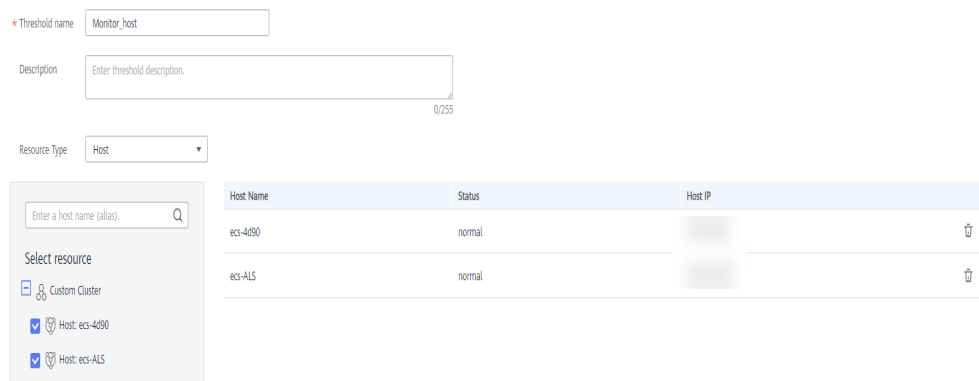 * Threshold name Monitor_host
Description Enter threshold description.
0/255
Resource Type Host
Enter a host name (alias).
Select resource
Custom Cluster
Host: ecs-4d90
Host: ecs-ALS
Host Name Status Host IP
ecs-4d90 normal
ecs-ALS normal